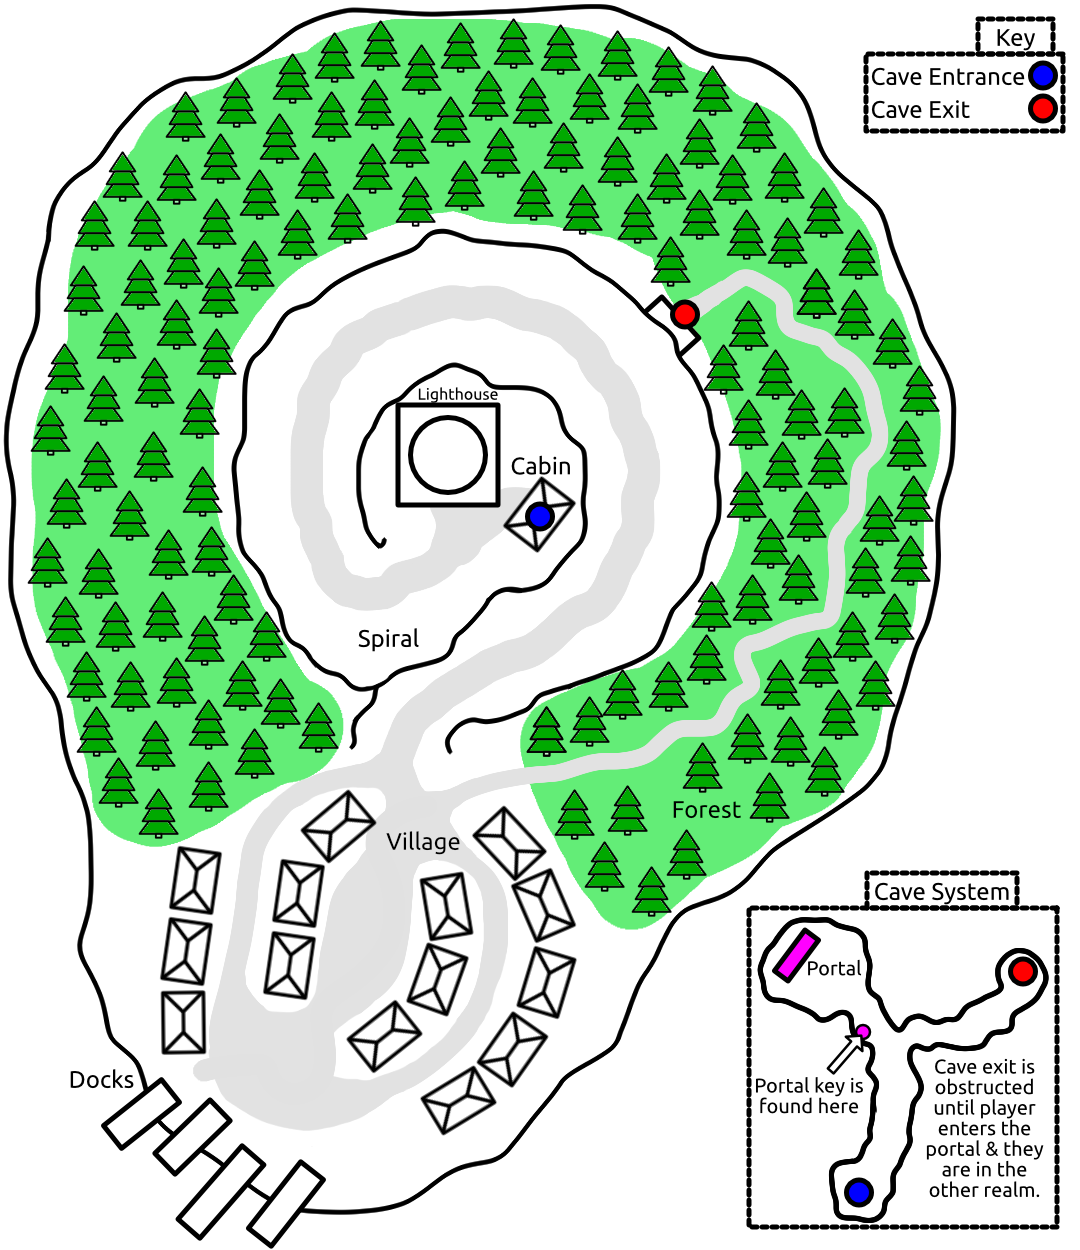 Key
Cave Entrance
Cave Exit
Lighthouse
Cabin
Spiral
Forest
Village
Docks
Cave System
Portal
Portal key is
found here
Cave exit is
obstructed
until player
enters the
portal & they
are in the
other realm.